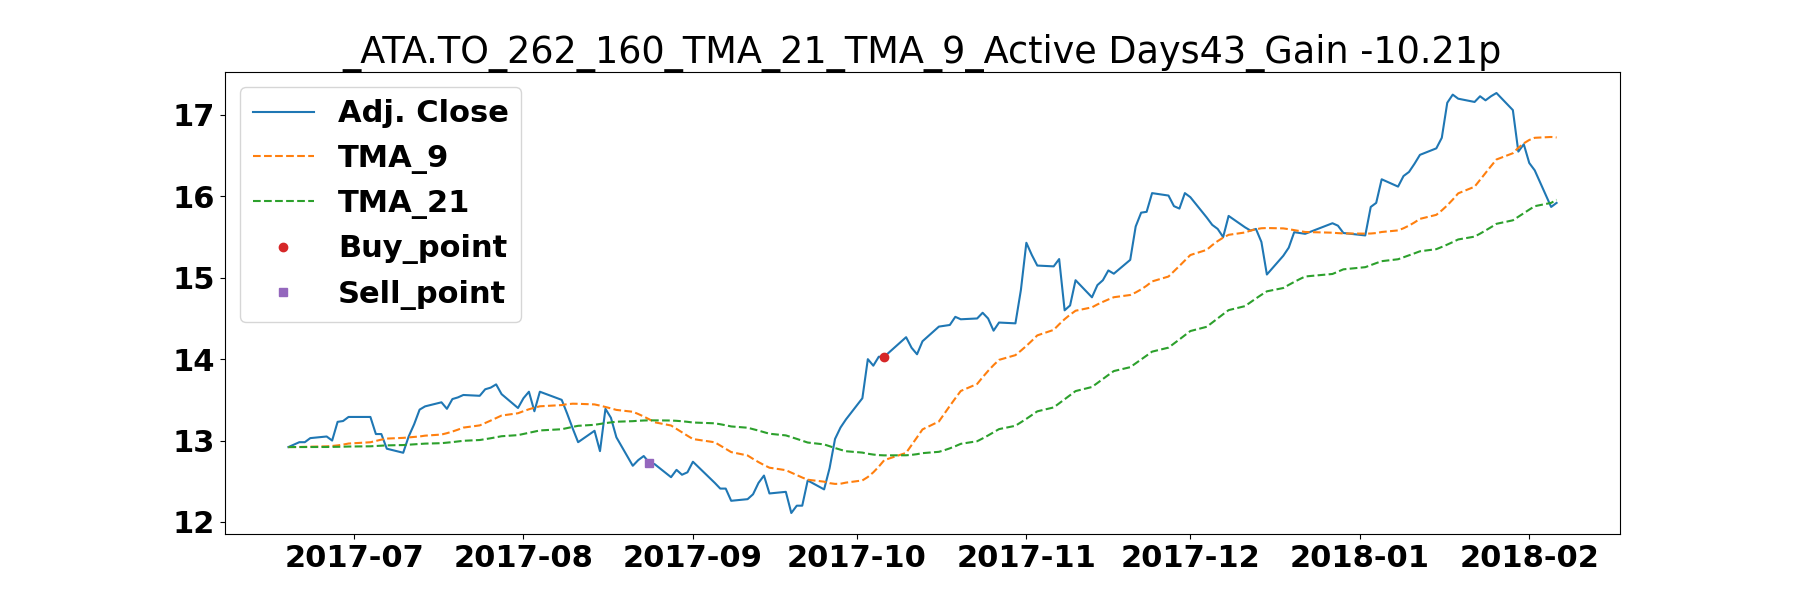 _ATA.TO_262_160_TMA_21_TMA_9_Active Days43_Gain -10.21p
Adj. Close
TMA_9
TMA_21
Buy_point
Sell_point
17
16
15
14
13
12
2017-07 2017-08 2017-09 2017-10 2017-11 2017-12 2018-01 2018-02